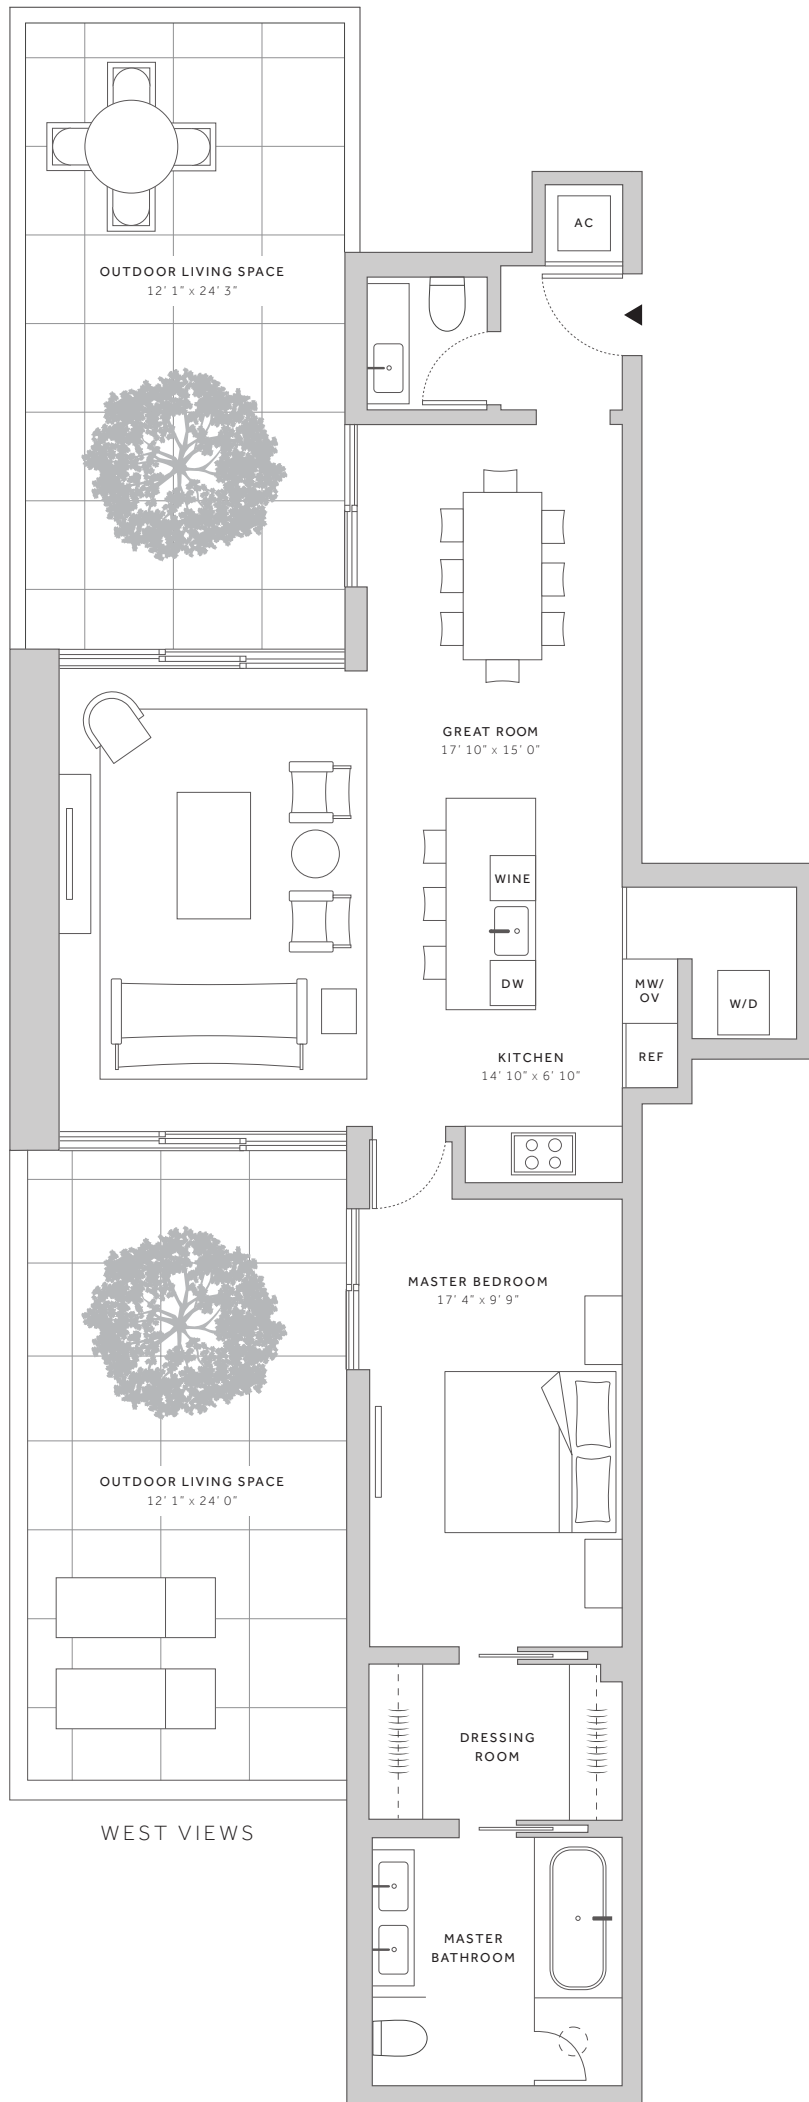 AC
OUTDOOR LIVING SPACE
12' 1" x 24' 3"
GREAT ROOM
17' 10" x 15' 0"
WINE
DW
MW/
OV
W/D
REF
KITCHEN
14' 10" x 6' 10"
MASTER BEDROOM
17' 4" x 9' 9"
OUTDOOR LIVING SPACE
12' 1" x 24' 0"
DRESSING
ROOM
WEST VIEWS
MASTER
BATHROOM